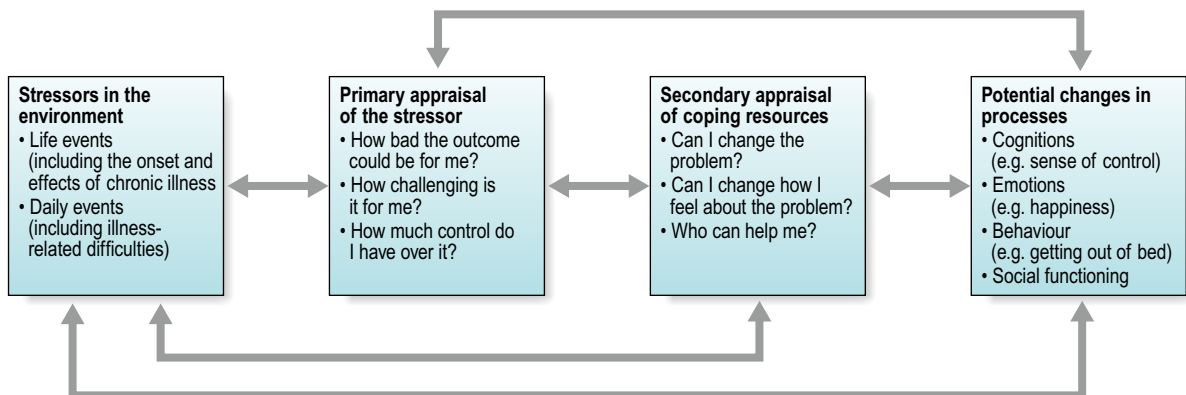 Stressors in the
environment
• Life events
(including the onset and
effects of chronic illness
• Daily events
(including illness-
related difficulties)
Primary appraisal
of the stressor
• How bad the outcome
could be for me?
• How challenging is
it for me?
• How much control do
I have over it?
Secondary appraisal
of coping resources
• Can I change the
problem?
• Can I change how I
feel about the problem?
• Who can help me?
Potential changes in
processes
• Cognitions
(e.g. sense of control)
• Emotions
(e.g. happiness)
• Behaviour
(e.g. getting out of bed)
• Social functioning